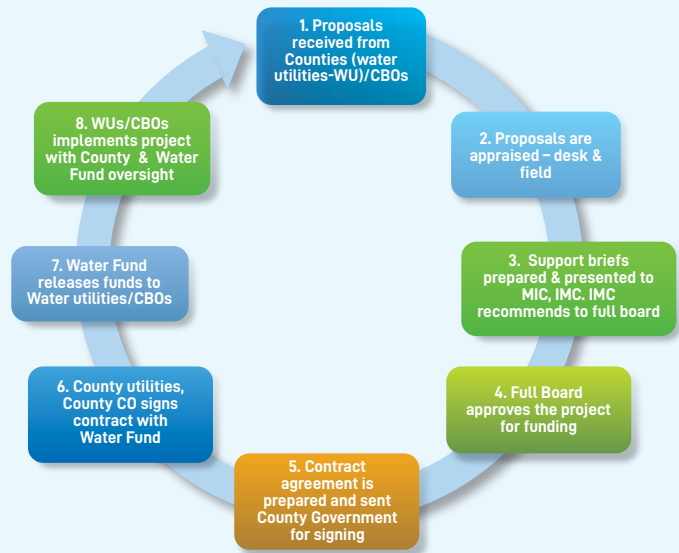 1. Proposals
received from
Counties (water
utilities-WU)/CBOs
2. Proposals are
appraised – desk &
field
3. Support briefs
prepared & presented to
MIC, IMC. IMC
recommends to full board
4. Full Board
approves the project
for funding
5. Contract
agreement is
prepared and sent
County Government
for signing
6. County utilities,
County CO signs
contract with
Water Fund
7. Water Fund
releases funds to
Water utilities/CBOs
8. WUs/CBOs
implements project
with County & Water
Fund oversight